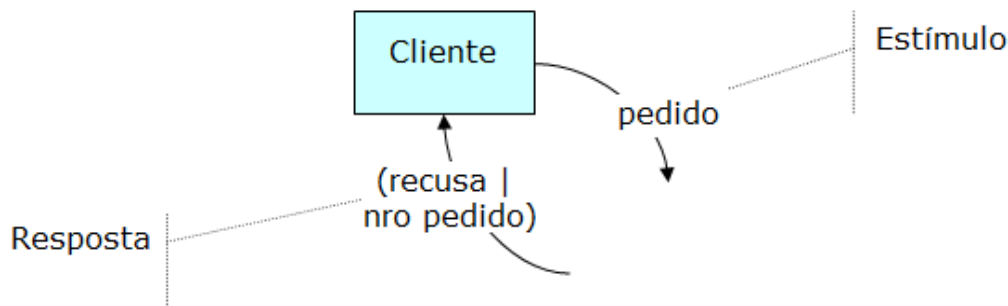 Cliente
Estímulo
pedido
(recusa |
nro pedido)
Resposta